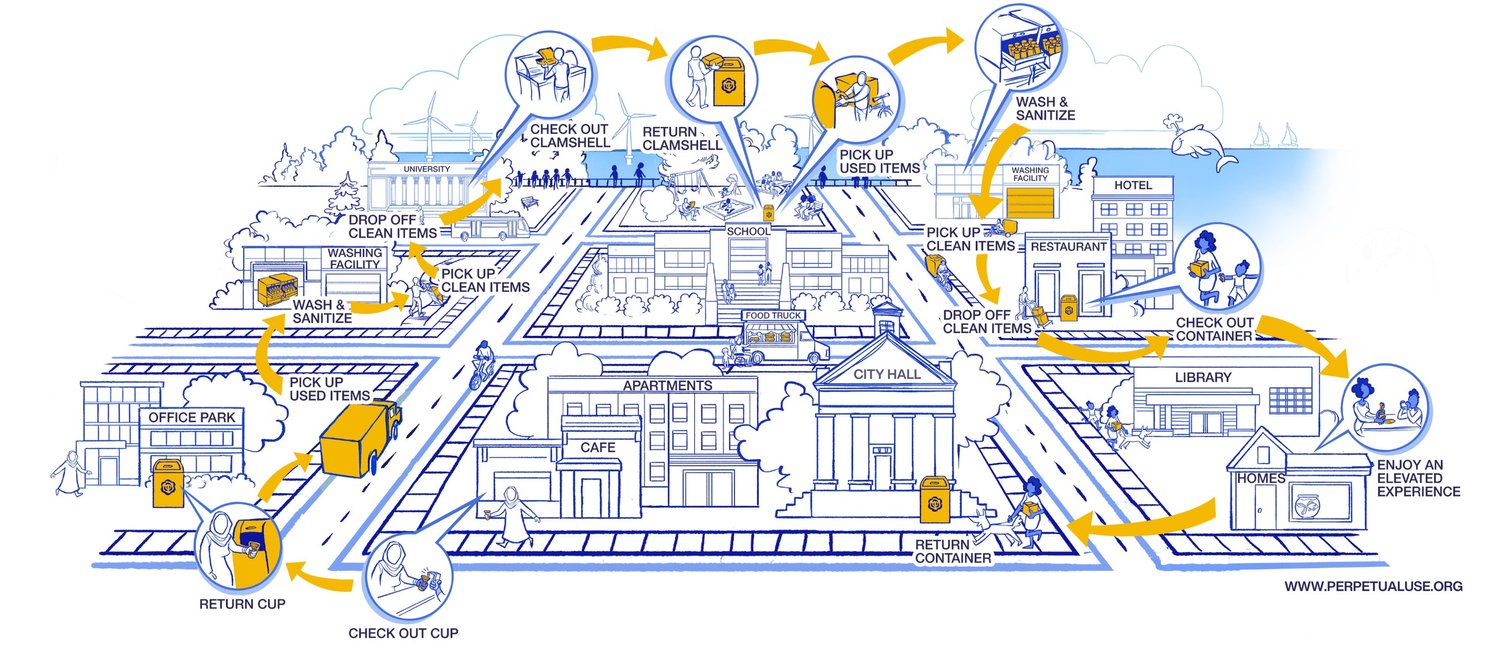 CHECK OUT
CLAMSHELL
RETURN
CLAMSHELL
PICK UP
USED ITEMS
WASH &
SANITIZE
UNIVERSITY
WASHING
FACILITY
HOTEL
DROP OFF
CLEAN ITEMS
SCHOOL
PICK UP
CLEAN ITEMS
RESTAURANT
WASHING
FACILITY
PICK UP
CLEAN ITEMS
WASH &
SANITIZE
FOOD TRUCK
DROP OFF
CLEAN ITEMS
CHECK OUT
CONTAINER
PICK UP
USED ITEMS
APARTMENTS
CITY HALL
LIBRARY
OFFICE PARK
CAFE
HOMES
ENJOY AN
ELEVATED
EXPERIENCE
RETURN
CONTAINER
RETURN CUP
CHECK OUT CUP
WWW.PERPETUALUSE.ORG